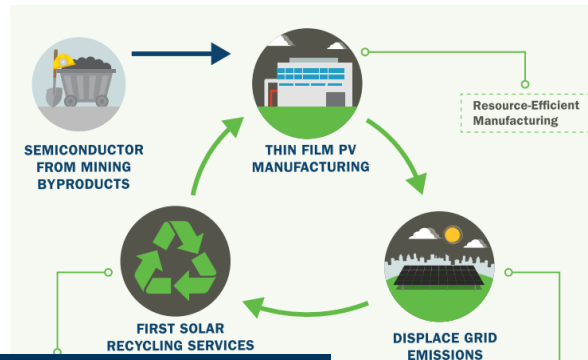 Resource-Efficient
Manufacturing
SEMICONDUCTOR
FROM MINING
BYPRODUCTS
THIN FILM PV
MANUFACTURING
FIRST SOLAR
RECYCLING SERVICES
DISPLACE GRID
EMISSIONS